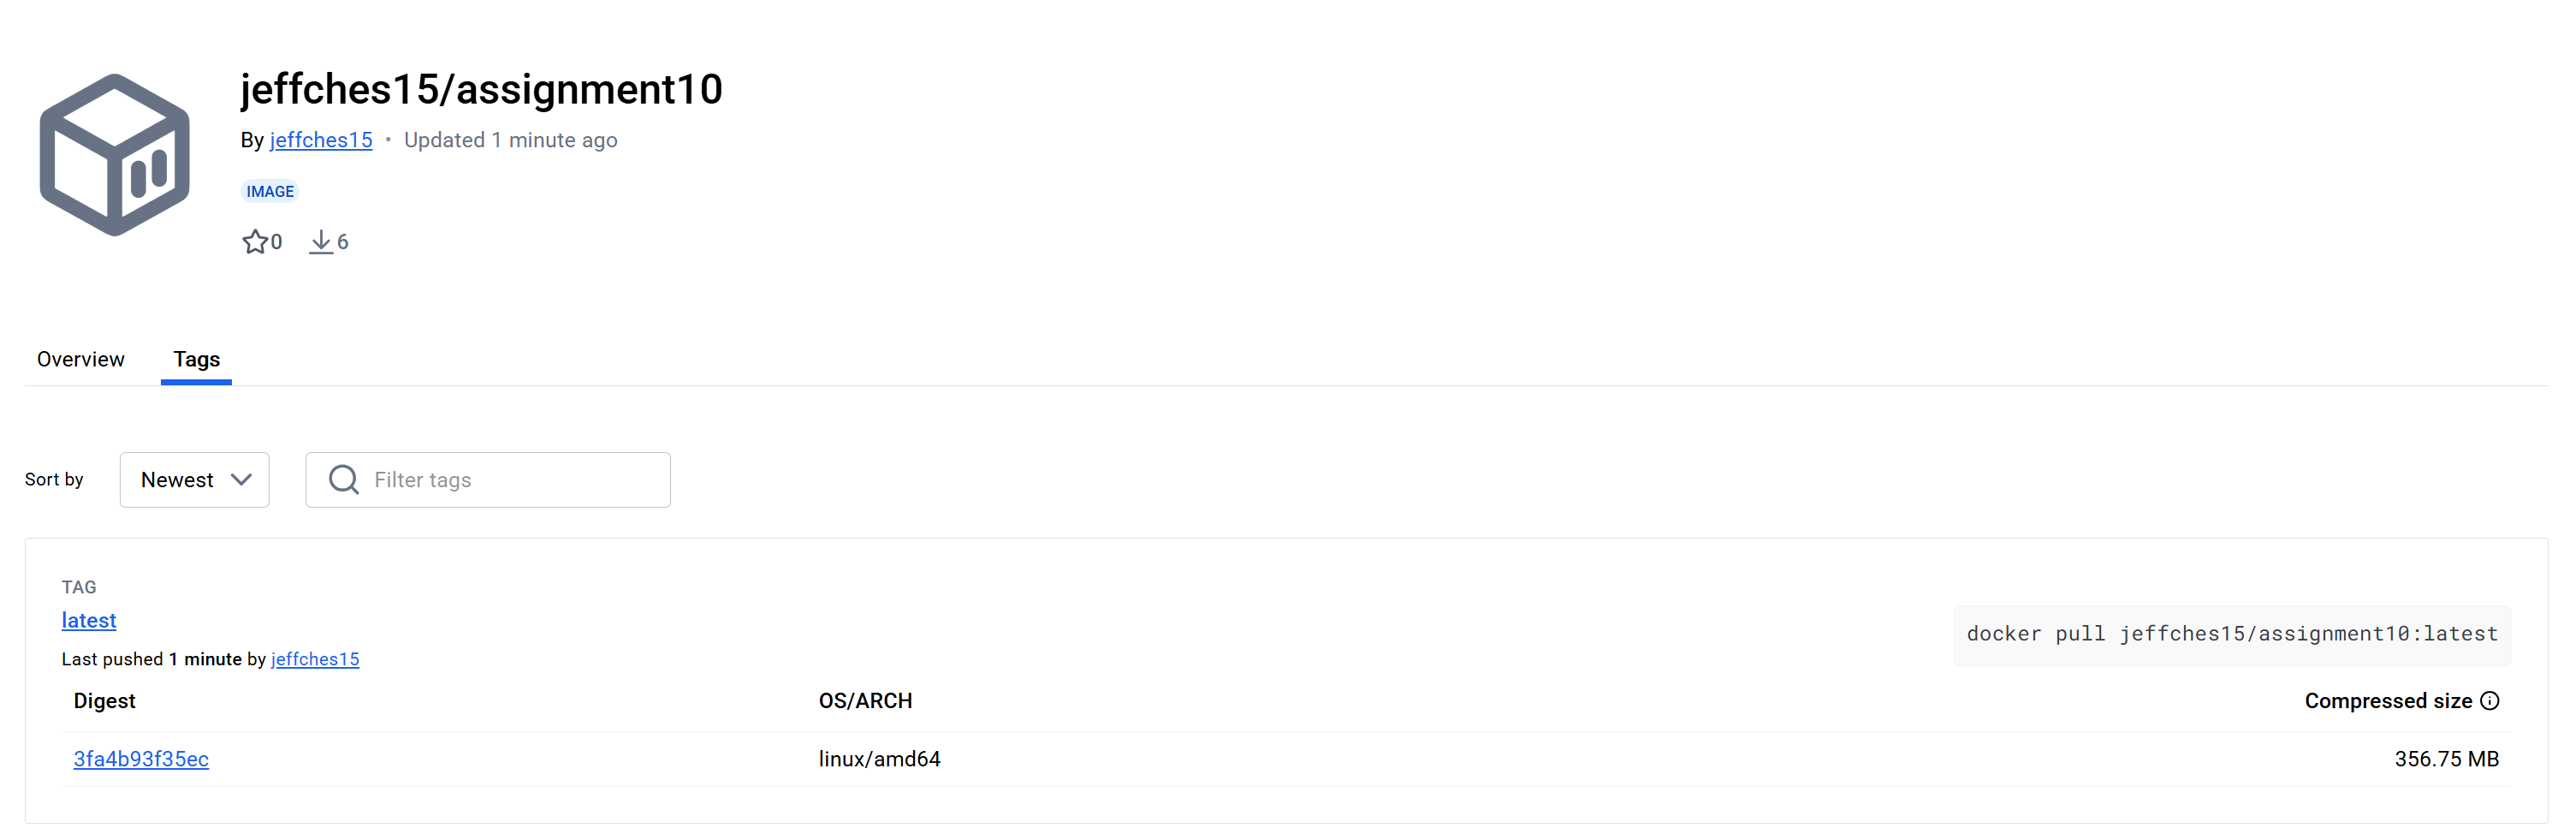 jeffches15/assignment10
By jeffches15 • Updated 1 minute ago
IMAGE
0 6
Overview Tags
Sort by Newest Filter tags
TAG
latest
docker pull jeffches15/assignment10:latest
Last pushed 1 minute by jeffches15
Digest OS/ARCH Compressed size
3fa4b93f35ec linux/amd64 356.75 MB